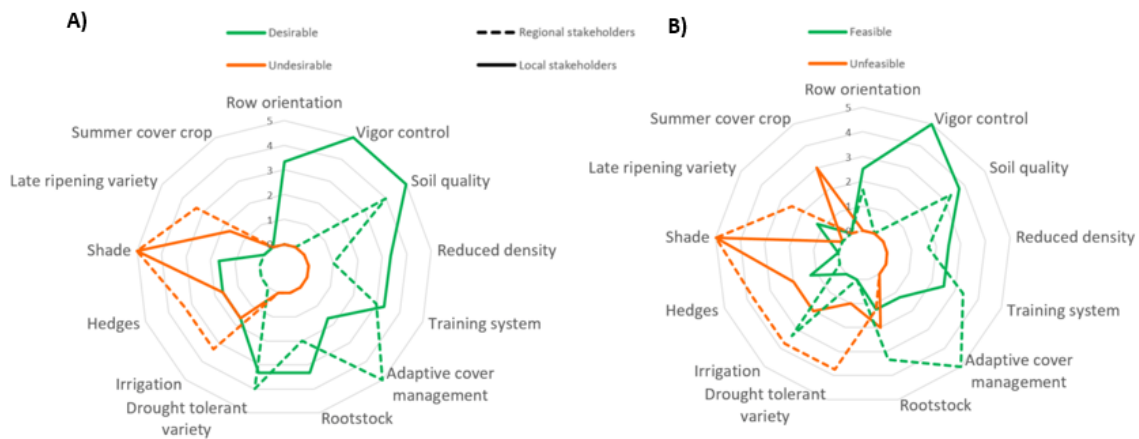 A)
Desirable
Undesirable
Regional stakeholders
Local stakeholders
Row orientation
Vigor control
Soil quality
Reduced density
Training system
Adaptive cover
management
Rootstock
Drought tolerant
variety
Irrigation
Hedges
Shade
Late ripening variety
Summer cover crop
5
4
3
2
1
0
B)
Feasible
Unfeasible
Row orientation
Vigor control
Soil quality
Reduced density
Training system
Adaptive cover
management
Rootstock
Drought tolerant
variety
Irrigation
Hedges
Shade
Late ripening variety
Summer cover crop
5
4
3
2
1